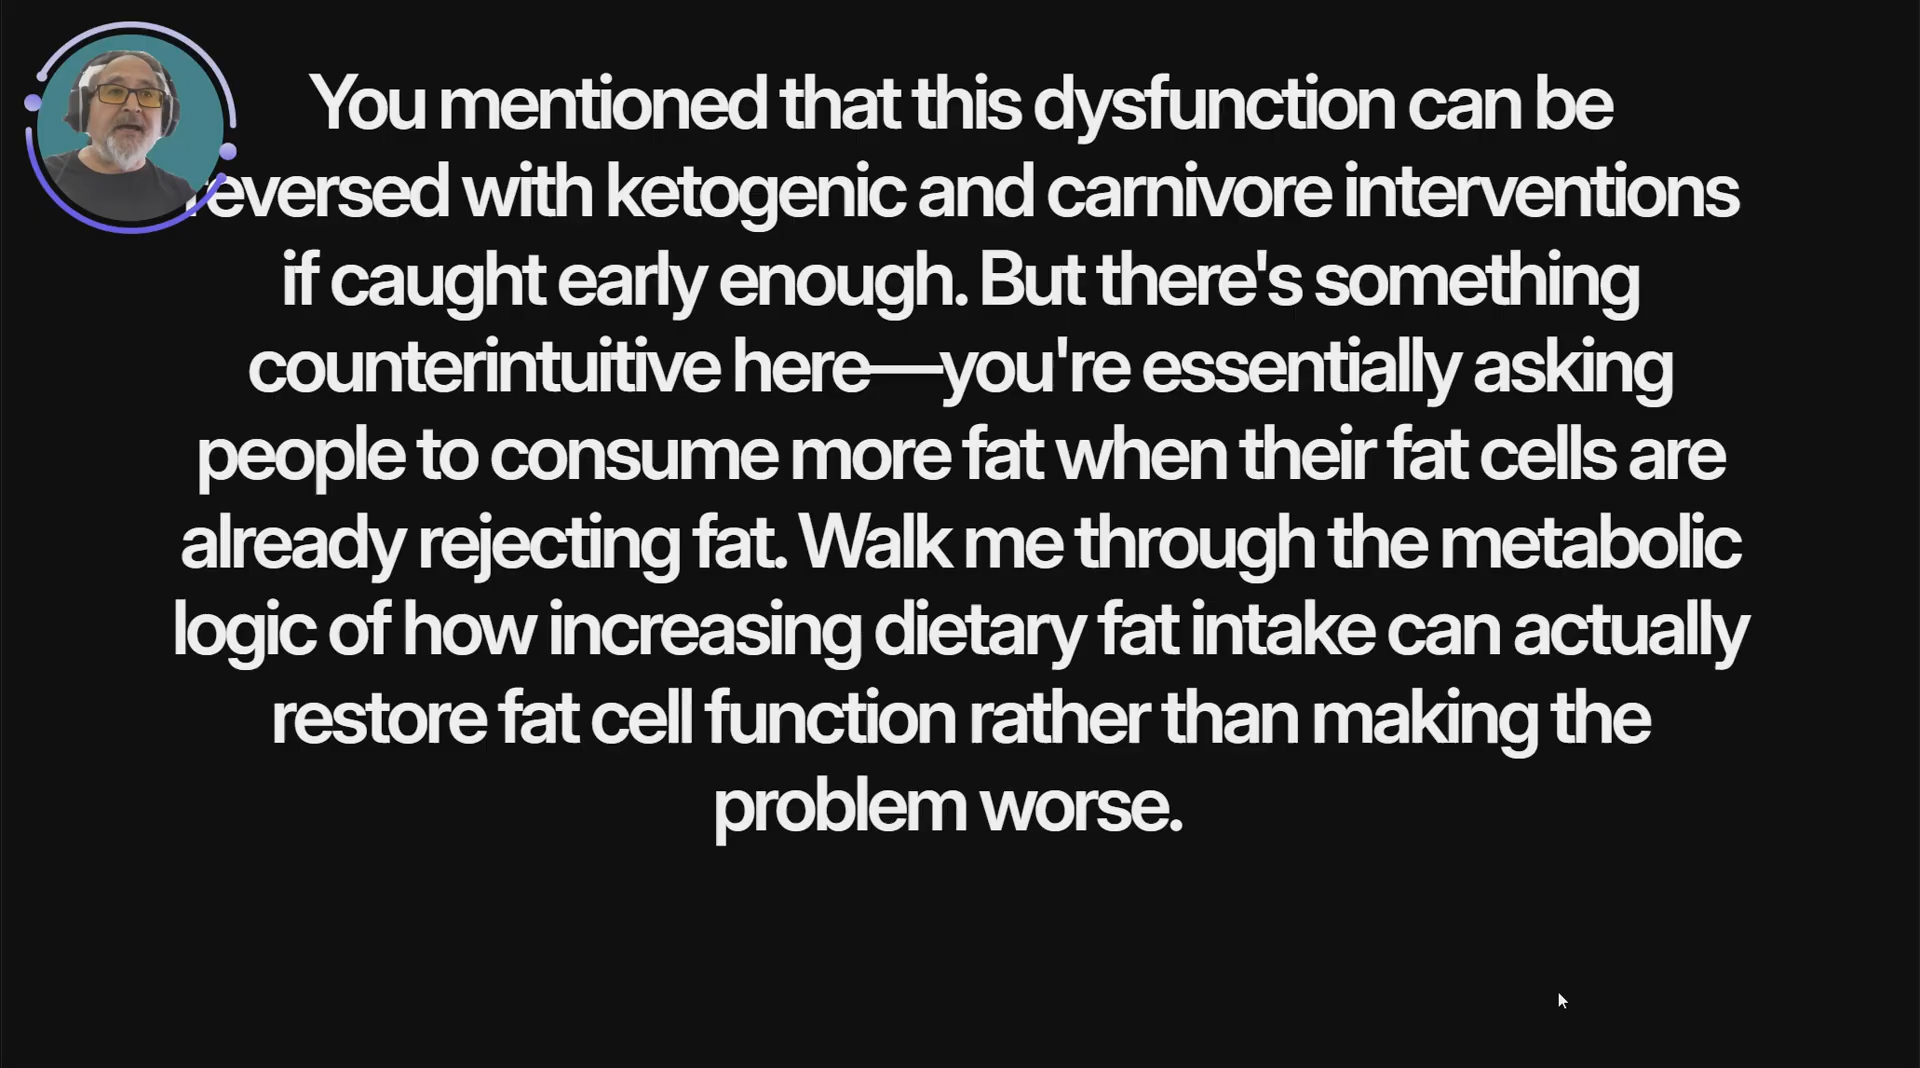 You mentioned that this dysfunction can be
reversed with ketogenic and carnivore interventions
if caught early enough. But there's something
counterintuitive here—you're essentially asking
people to consume more fat when their fat cells are
already rejecting fat. Walk me through the metabolic
logic of how increasing dietary fat intake can actually
restore fat cell function rather than making the
problem worse.